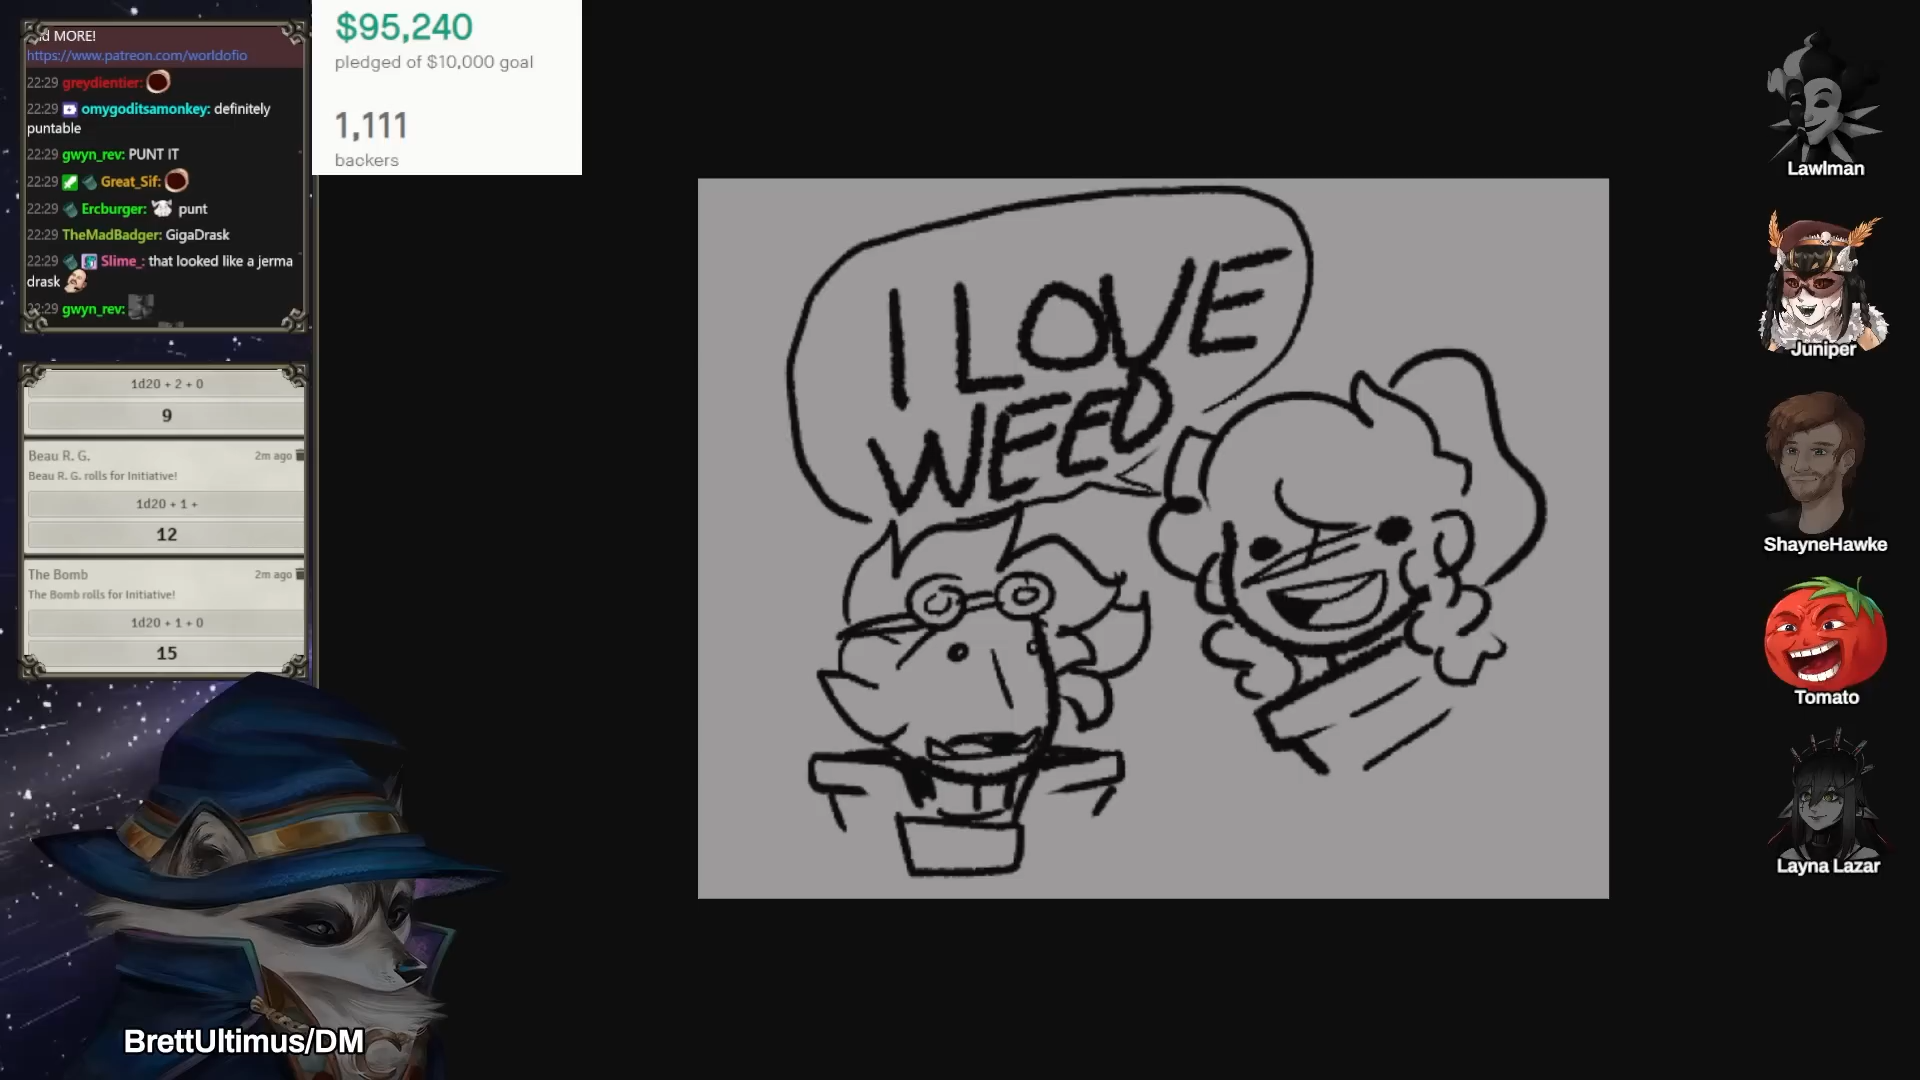 nd MORE!
https://www.patreon.com/worldofio
22:29 greydientier:
22:29 omygoditsamonkey: definitely
puntable
22:29 gwyn_rev: PUNT IT
22:29 Great_Sif:
22:29 Ercburger: punt
22:29 TheMadBadger: GigaDrask
22:29 Slime_: that looked like a jerma
drask
22:29 gwyn_rev:
$95,240
pledged of $10,000 goal
1,111
backers
1d20 + 2 + 0
9
Beau R. G. 2m ago
Beau R. G. rolls for Initiative!
1d20 + 1 +
12
The Bomb 2m ago
The Bomb rolls for Initiative!
1d20 + 1 + 0
15
BrettUltimus/DM
I LOVE
WEED
Lawlman
Juniper
ShayneHawke
Tomato
Layna Lazar